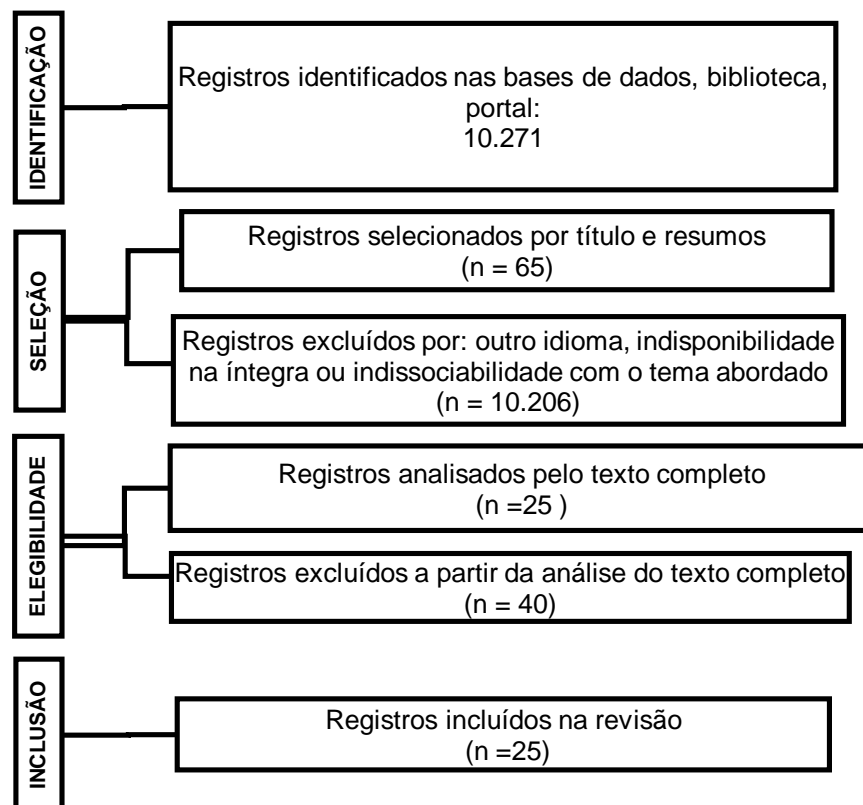 IDENTIFICAÇÃO
Registros identificados nas bases de dados, biblioteca,
portal:
10.271
SELEÇÃO
Registros selecionados por título e resumos
(n = 65)
Registros excluídos por: outro idioma, indisponibilidade
na íntegra ou indissociabilidade com o tema abordado
(n = 10.206)
ELEGIBILIDADE
Registros analisados pelo texto completo
(n =25 )
Registros excluídos a partir da análise do texto completo
(n = 40)
INCLUSÃO
Registros incluídos na revisão
(n =25)